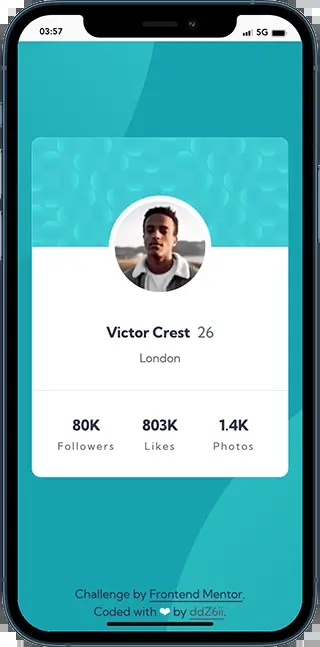 03:57
5G
Victor Crest 26
London
80K 803K 1.4K
Followers Likes Photos
Challenge by Frontend Mentor.
Coded with ❤ by ddZ6ii.